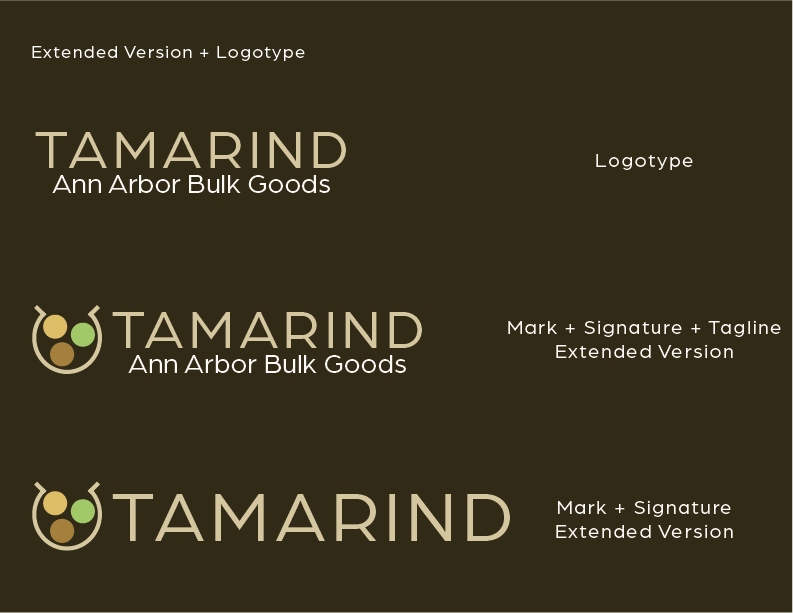 Extended Version + Logotype
TAMARIND
Ann Arbor Bulk Goods
Logotype
TAMARIND
Ann Arbor Bulk Goods
Mark + Signature + Tagline
Extended Version
TAMARIND
Mark + Signature
Extended Version